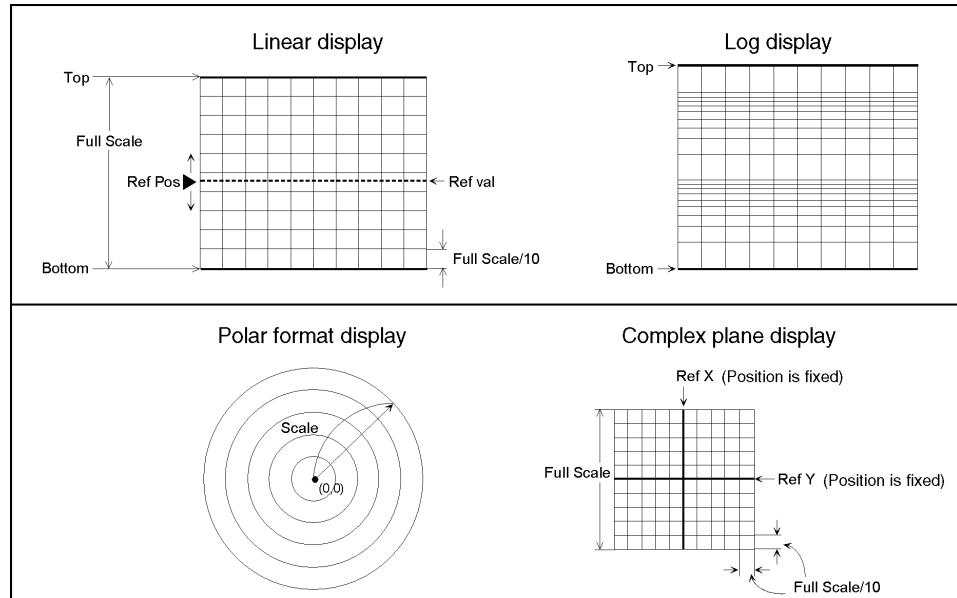 Linear display
Top
Full Scale
Ref Pos
Ref val
Full Scale/10
Bottom
Log display
Top
Bottom
Polar format display
Scale
(0,0)
Complex plane display
Ref X (Position is fixed)
Full Scale
Ref Y (Position is fixed)
Full Scale/10